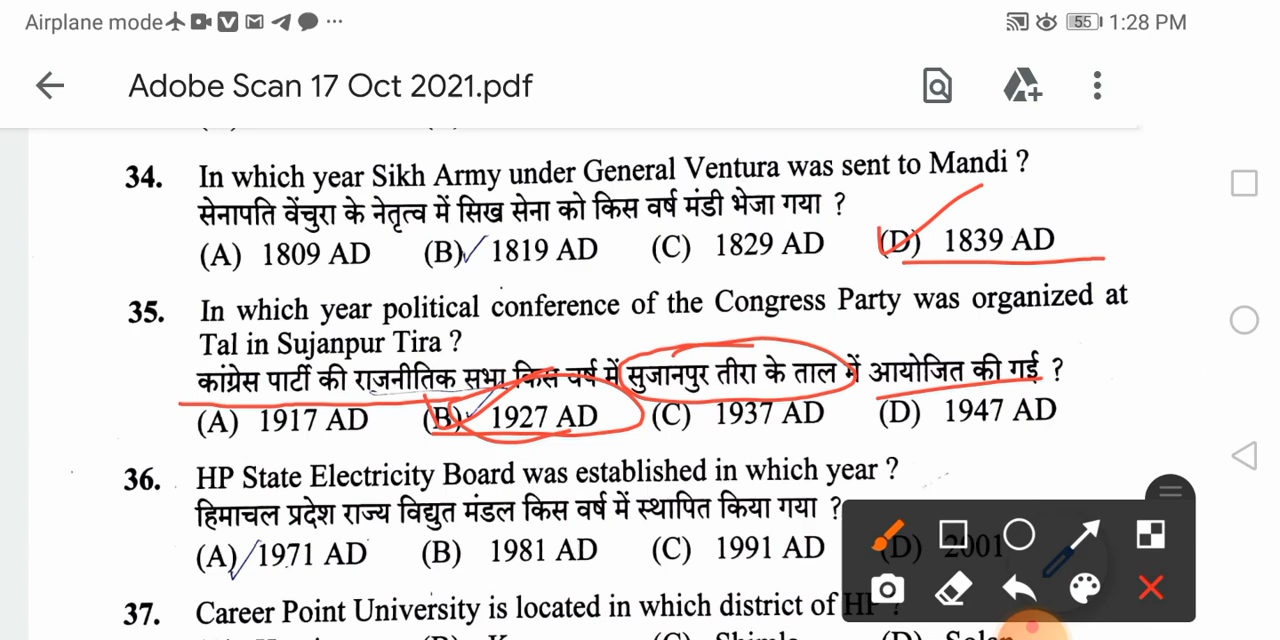 Airplane mode ... 55 1:28 PM
Adobe Scan 17 Oct 2021.pdf
34. In which year Sikh Army under General Ventura was sent to Mandi ?
सेनापति वेंचुरा के नेतृत्व में सिख सेना को किस वर्ष मंडी भेजा गया ?
(A) 1809 AD (B) 1819 AD (C) 1829 AD (D) 1839 AD
35. In which year political conference of the Congress Party was organized at
Tal in Sujanpur Tira ?
कांग्रेस पार्टी की राजनीतिक सभा किस वर्ष में सुजानपुर तीरा के ताल में आयोजित की गई ?
(A) 1917 AD (B) 1927 AD (C) 1937 AD (D) 1947 AD
36. HP State Electricity Board was established in which year ?
हिमाचल प्रदेश राज्य विद्युत मंडल किस वर्ष में स्थापित किया गया ?
(A) 1971 AD (B) 1981 AD (C) 1991 AD (D) 2001
37. Career Point University is located in which district of HP ?